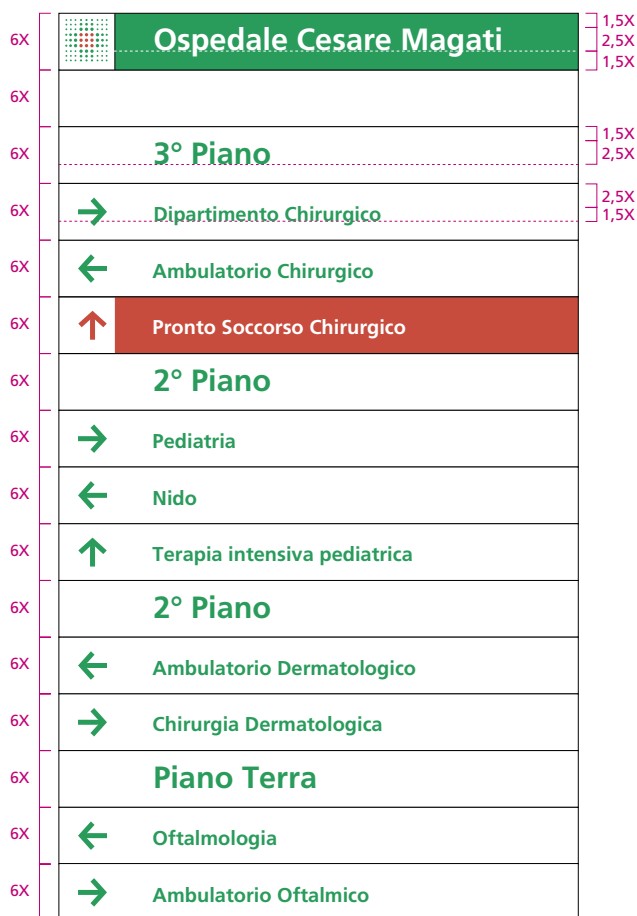 6X Ospedale Cesare Magati 1,5X
2,5X
1,5X
6X
6X 3° Piano 1,5X
2,5X
6X Dipartimento Chirurgico 2,5X
1,5X
6X Ambulatorio Chirurgico
6X Pronto Soccorso Chirurgico
6X 2° Piano
6X Pediatria
6X Nido
6X Terapia intensiva pediatrica
6X 2° Piano
6X Ambulatorio Dermatologico
6X Chirurgia Dermatologica
6X Piano Terra
6X Oftalmologia
6X Ambulatorio Oftalmico